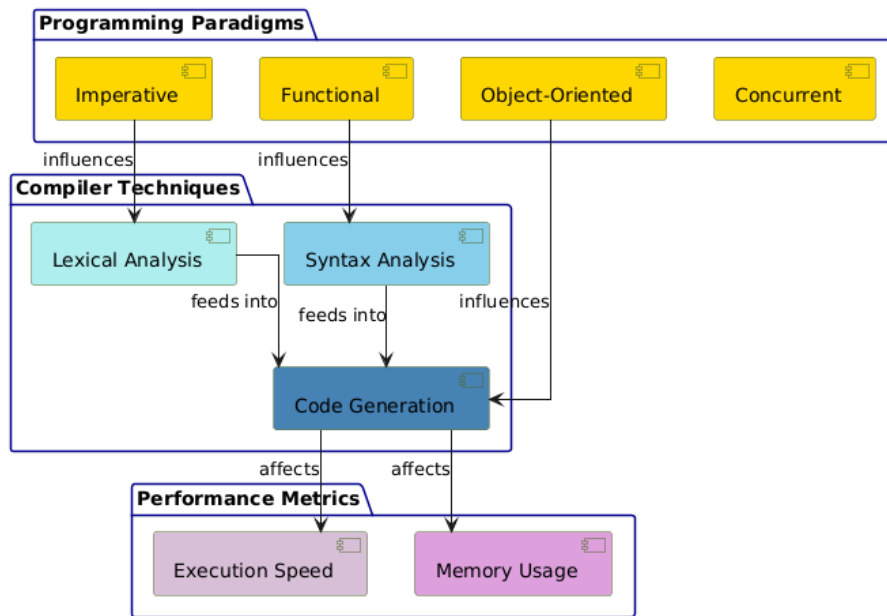 Programming Paradigms
Imperative
Functional
Object-Oriented
Concurrent
influences
influences
Compiler Techniques
Lexical Analysis
Syntax Analysis
feeds into
feeds into
influences
Code Generation
affects
affects
Performance Metrics
Execution Speed
Memory Usage